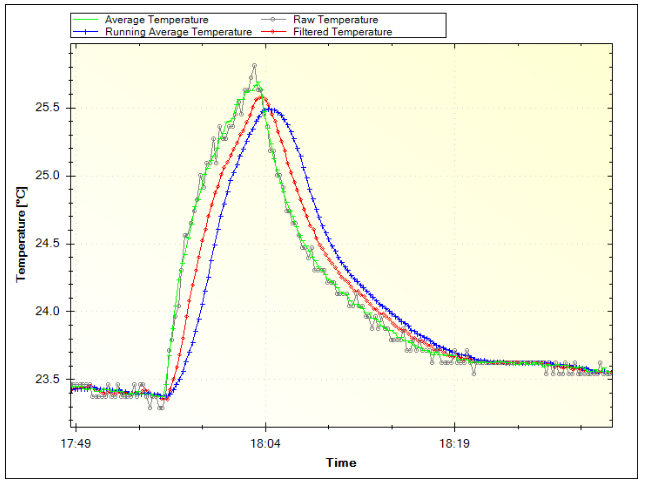 Average Temperature Raw Temperature
Running Average Temperature Filtered Temperature
25.5
25.0
24.5
24.0
23.5
Temperature [°C]
17:49 18:04 18:19
Time